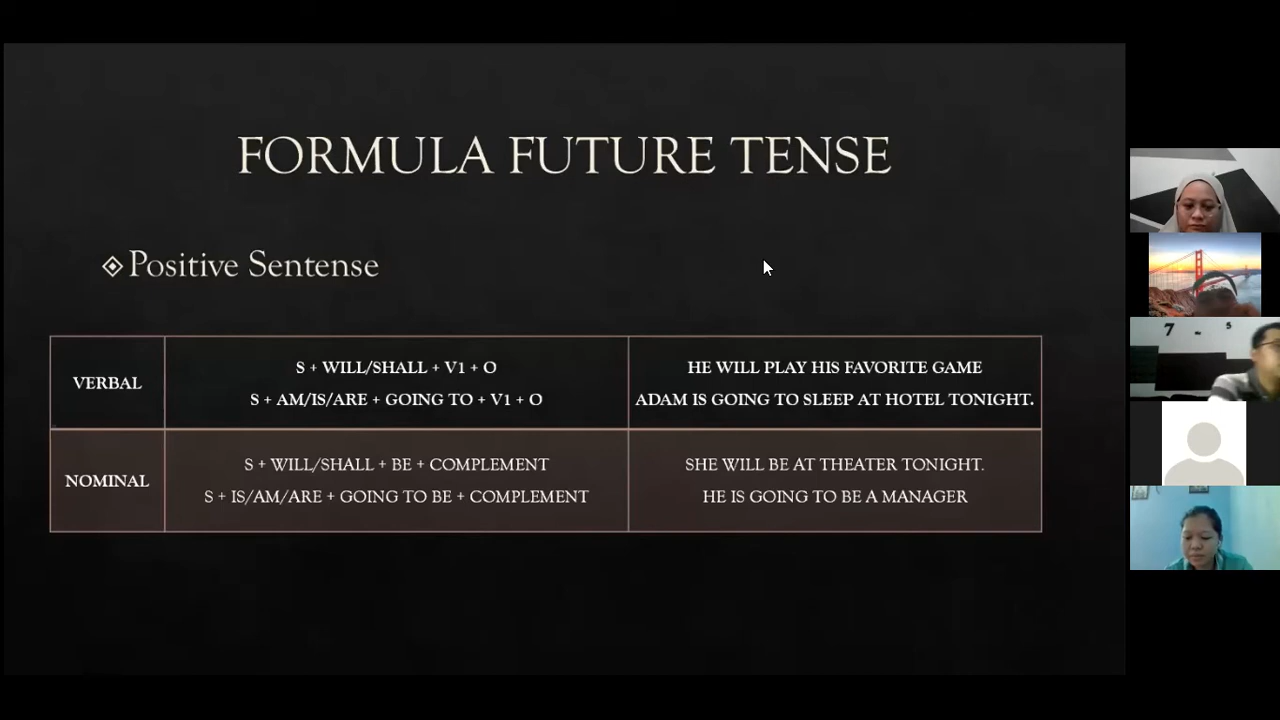 FORMULA FUTURE TENSE
Positive Sentense
VERBAL
S + WILL/SHALL + V1 + O
S + AM/IS/ARE + GOING TO + V1 + O
HE WILL PLAY HIS FAVORITE GAME
ADAM IS GOING TO SLEEP AT HOTEL TONIGHT.
NOMINAL
S + WILL/SHALL + BE + COMPLEMENT
S + IS/AM/ARE + GOING TO BE + COMPLEMENT
SHE WILL BE AT THEATER TONIGHT.
HE IS GOING TO BE A MANAGER
7 - 5